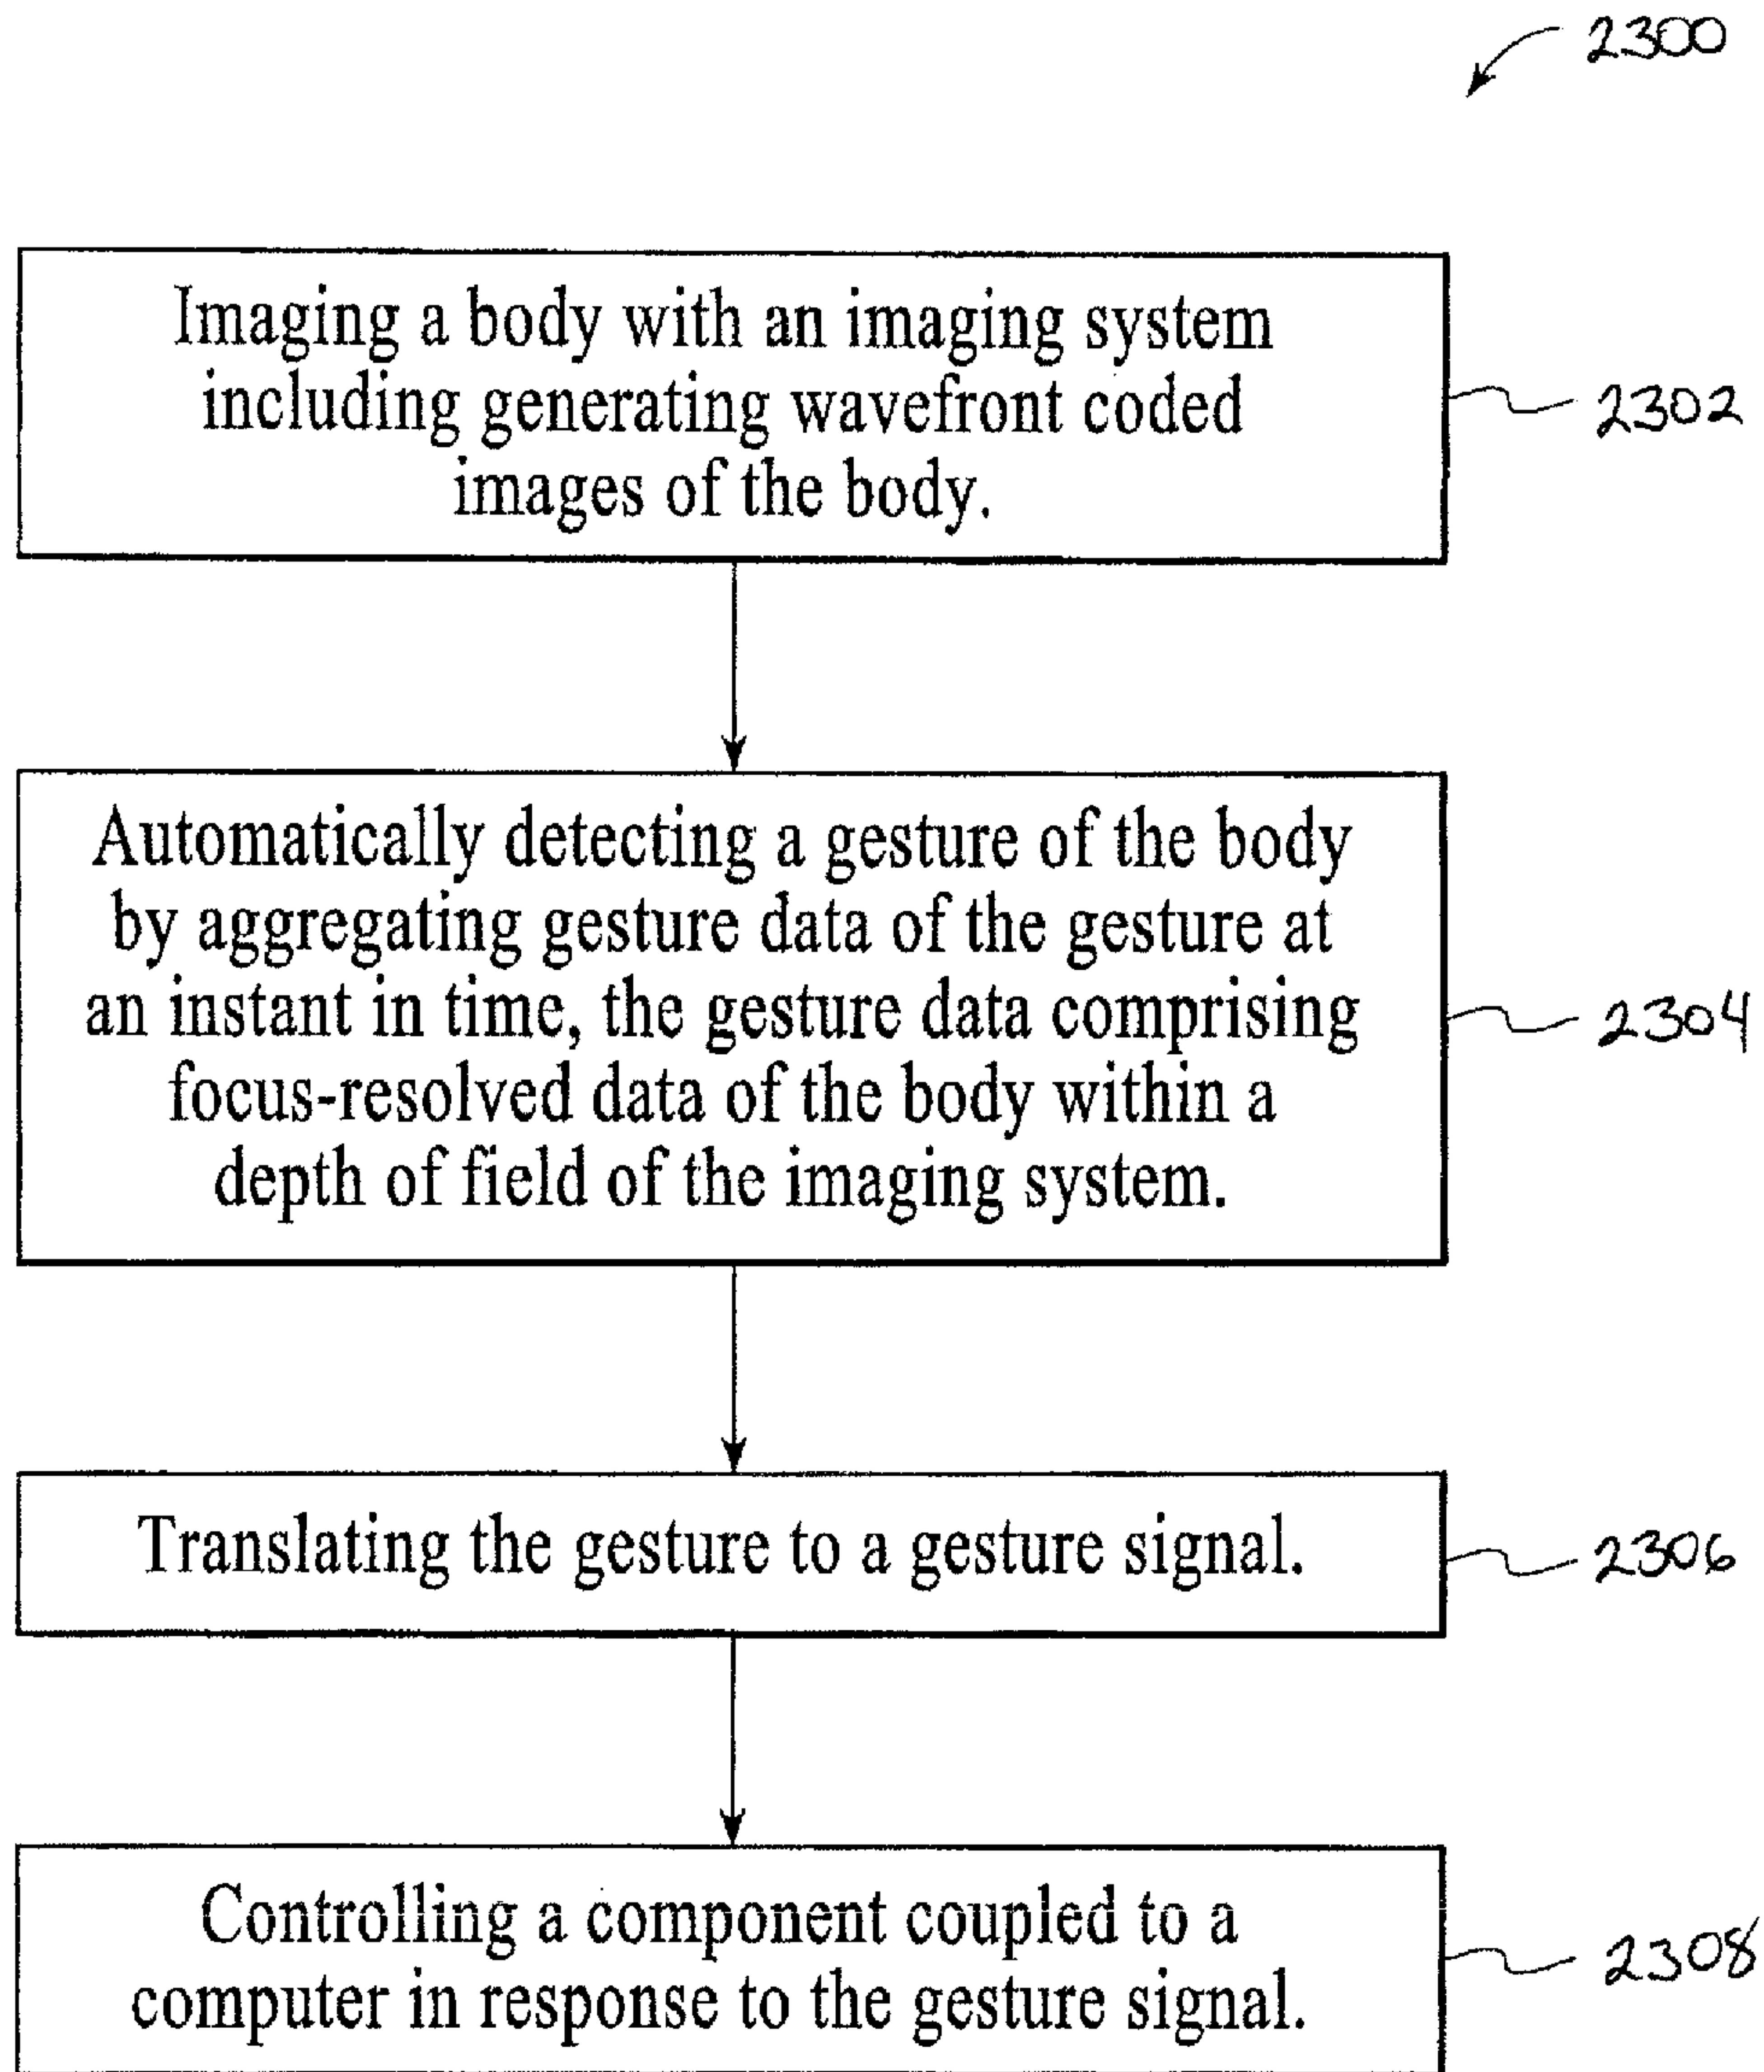 2300
Imaging a body with an imaging system
including generating wavefront coded
images of the body.
2302
Automatically detecting a gesture of the body
by aggregating gesture data of the gesture at
an instant in time, the gesture data comprising
focus-resolved data of the body within a
depth of field of the imaging system.
2304
Translating the gesture to a gesture signal.
2306
Controlling a component coupled to a
computer in response to the gesture signal.
2308